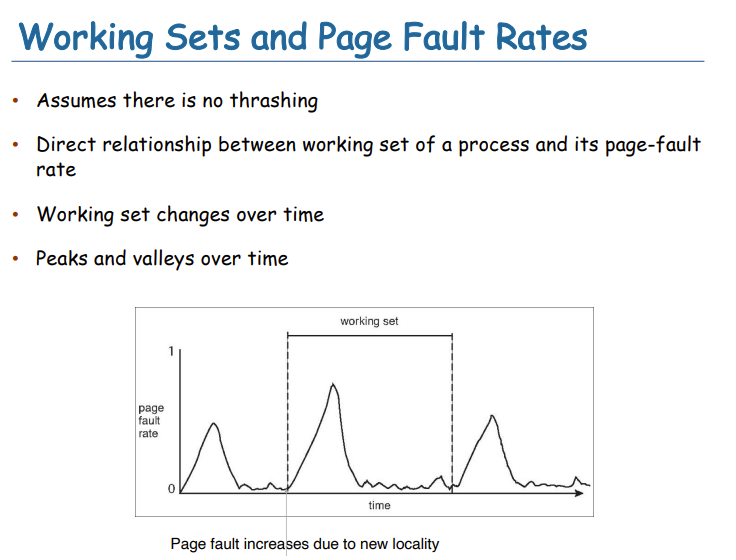 Working Sets and Page Fault Rates
• Assumes there is no thrashing
• Direct relationship between working set of a process and its page-fault
rate
• Working set changes over time
• Peaks and valleys over time
working set
1
page
fault
rate
0
time
Page fault increases due to new locality